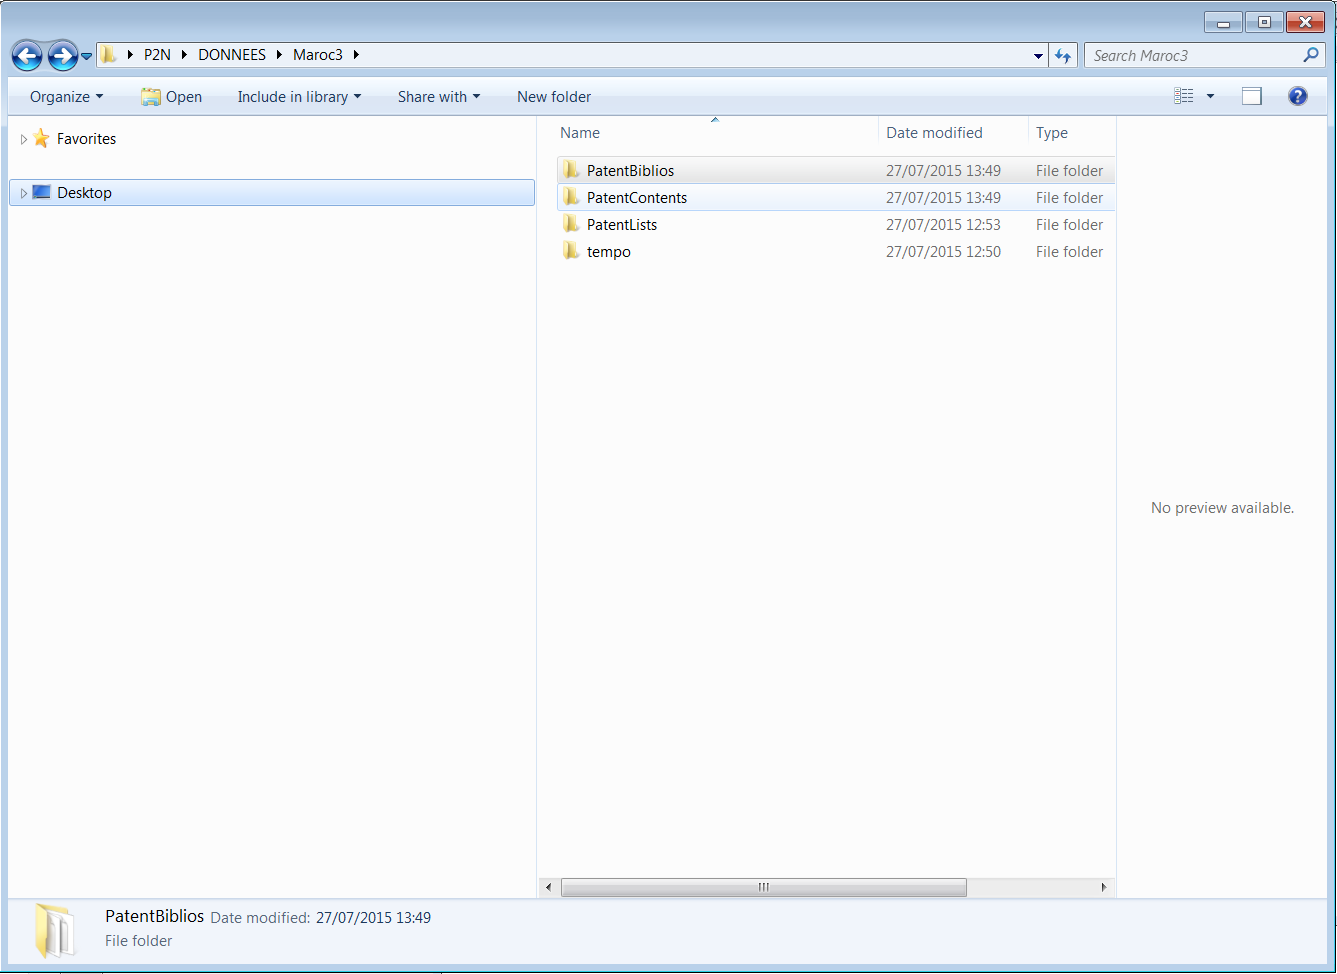 P2N DONNEES Maroc3 Search Maroc3
Organize Open Include in library Share with New folder
Favorites
Desktop
Name Date modified Type
PatentBiblios 27/07/2015 13:49 File folder
PatentContents 27/07/2015 13:49 File folder
PatentLists 27/07/2015 12:53 File folder
tempo 27/07/2015 12:50 File folder
No preview available.
PatentBiblios Date modified: 27/07/2015 13:49
File folder